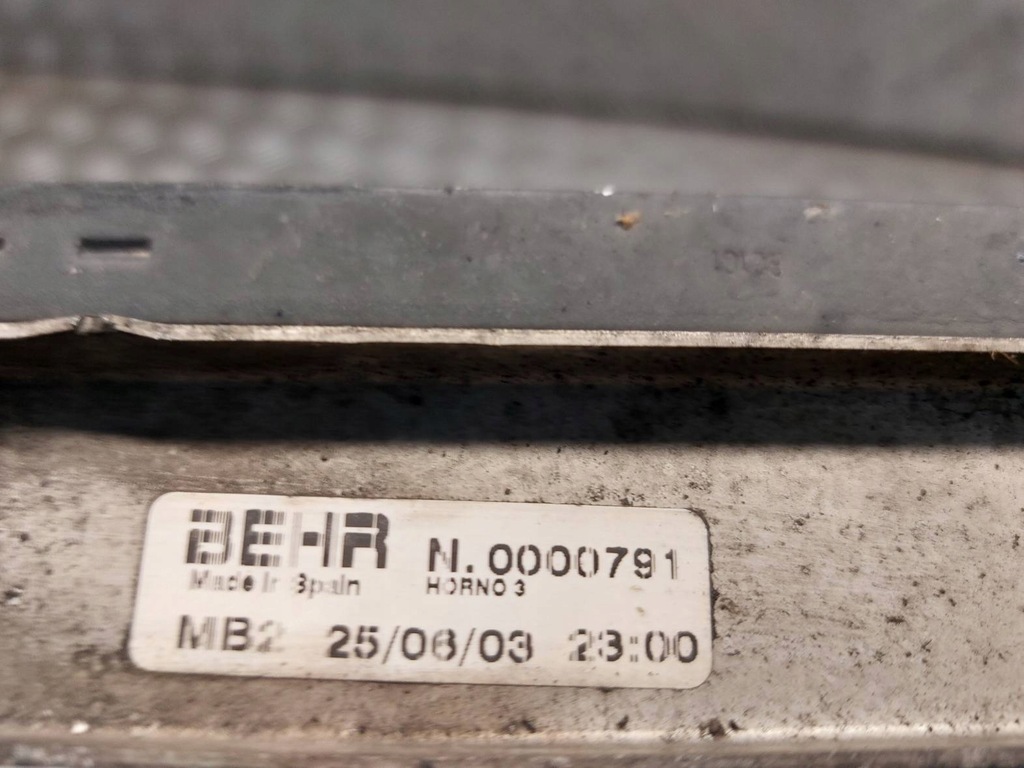 BEHR N.0000791
Made in Spain HORNO 3
MB2 25/06/03 23:00